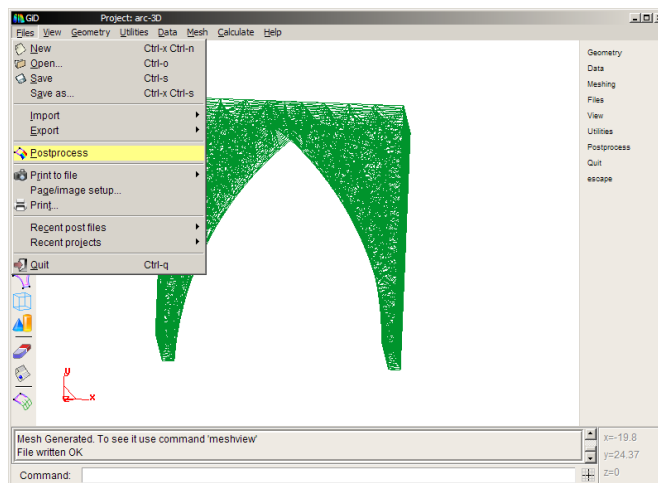 GiD Project: arc-3D
Files View Geometry Utilities Data Mesh Calculate Help
New Ctrl-x Ctrl-n
Open... Ctrl-o
Save Ctrl-s
Save as... Ctrl-x Ctrl-s
Import
Export
Postprocess
Print to file
Page/image setup...
Print...
Recent post files
Recent projects
Quit Ctrl-q
Geometry
Data
Meshing
Files
View
Utilities
Postprocess
Quit
escape
y
z x
Mesh Generated. To see it use command 'meshview'
File written OK
Command:
x=-19.8
y=24.37
z=0